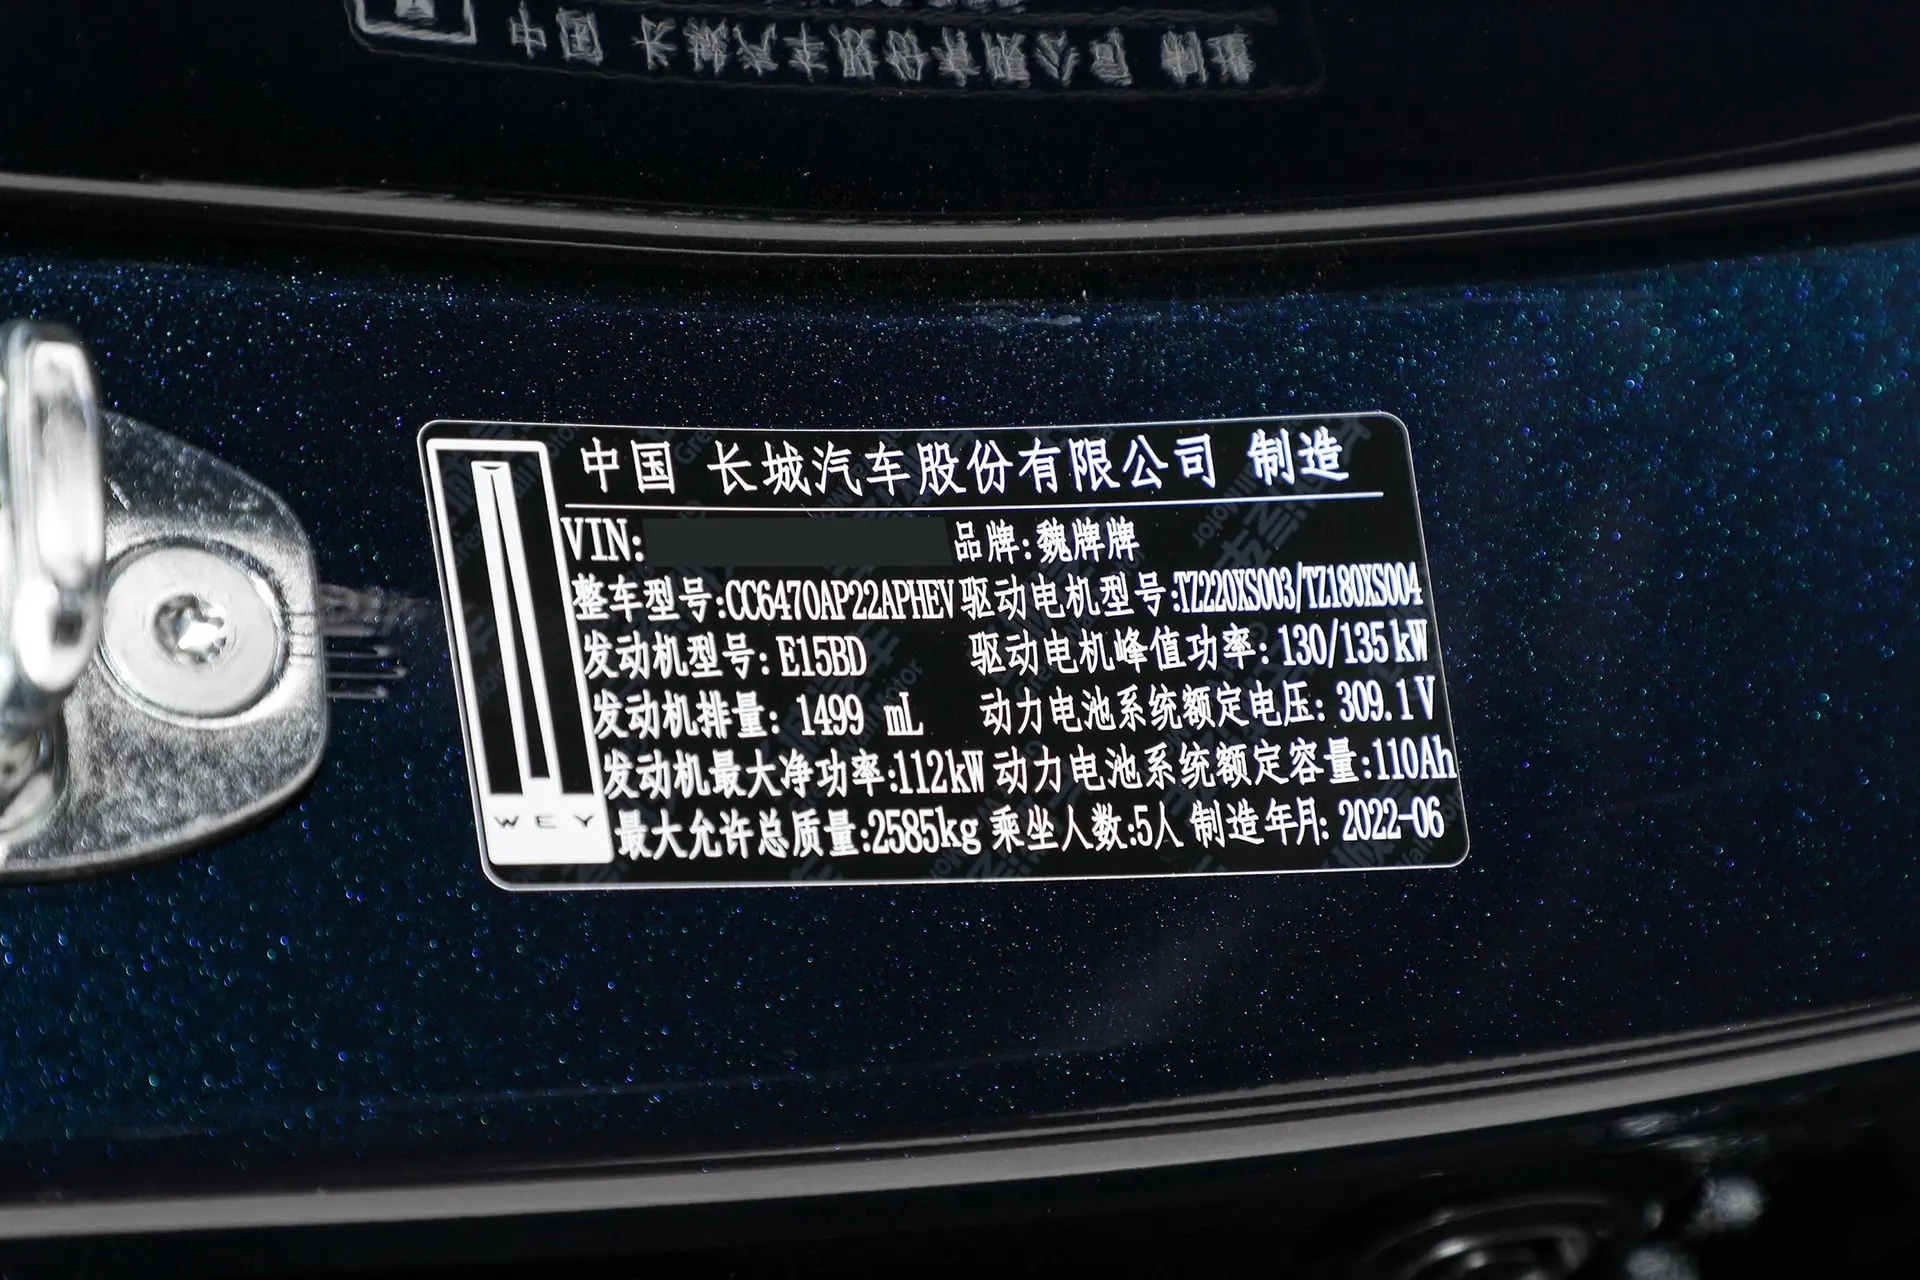 中国 长城汽车股份有限公司 制造
VIN: 品牌:魏牌牌
整车型号:CC6470AP22APHEV 驱动电机型号:TZ220XS003/TZ180XS004
发动机型号:E15BD 驱动电机峰值功率:130/135kW
发动机排量: 1499 mL 动力电池系统额定电压:309.1V
发动机最大净功率:112kW 动力电池系统额定容量:110Ah
最大允许总质量:2585kg 乘坐人数:5人 制造年月: 2022-06
WEY